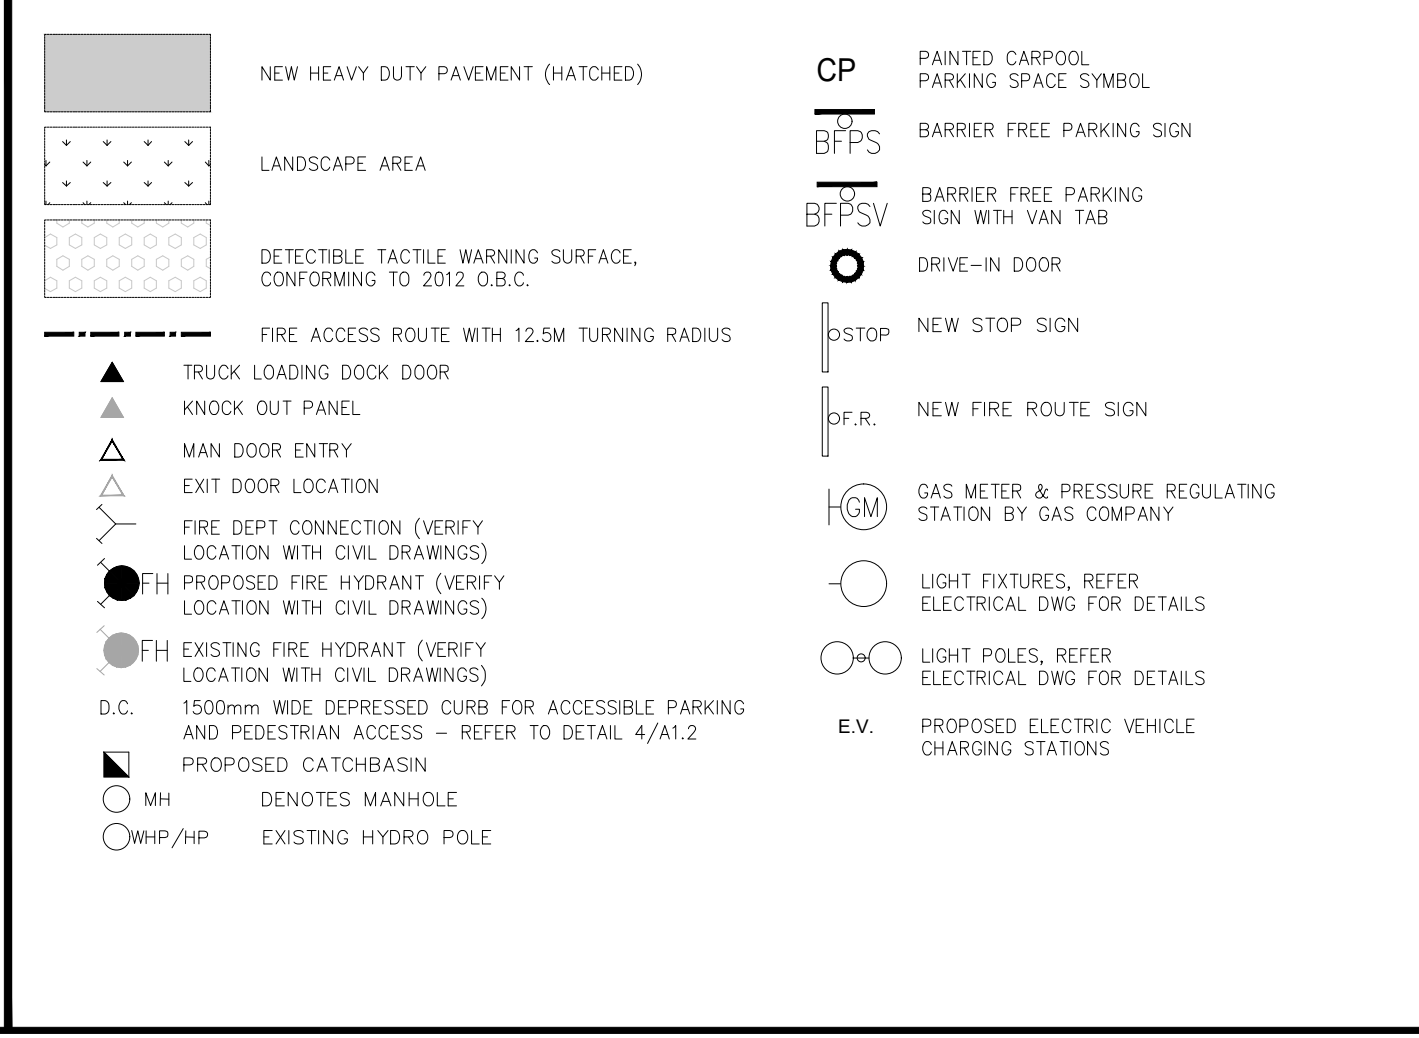 NEW HEAVY DUTY PAVEMENT (HATCHED)
LANDSCAPE AREA
DETECTIBLE TACTILE WARNING SURFACE,
CONFORMING TO 2012 O.B.C.
FIRE ACCESS ROUTE WITH 12.5M TURNING RADIUS
TRUCK LOADING DOCK DOOR
KNOCK OUT PANEL
MAN DOOR ENTRY
EXIT DOOR LOCATION
FIRE DEPT CONNECTION (VERIFY
LOCATION WITH CIVIL DRAWINGS)
FH PROPOSED FIRE HYDRANT (VERIFY
LOCATION WITH CIVIL DRAWINGS)
FH EXISTING FIRE HYDRANT (VERIFY
LOCATION WITH CIVIL DRAWINGS)
D.C. 1500mm WIDE DEPRESSED CURB FOR ACCESSIBLE PARKING
AND PEDESTRIAN ACCESS – REFER TO DETAIL 4/A1.2
PROPOSED CATCHBASIN
MH DENOTES MANHOLE
WHP/HP EXISTING HYDRO POLE
CP PAINTED CARPOOL
PARKING SPACE SYMBOL
BFPS BARRIER FREE PARKING SIGN
BFPSV BARRIER FREE PARKING
SIGN WITH VAN TAB
DRIVE–IN DOOR
STOP NEW STOP SIGN
F.R. NEW FIRE ROUTE SIGN
GM GAS METER & PRESSURE REGULATING
STATION BY GAS COMPANY
LIGHT FIXTURES, REFER
ELECTRICAL DWG FOR DETAILS
LIGHT POLES, REFER
ELECTRICAL DWG FOR DETAILS
E.V. PROPOSED ELECTRIC VEHICLE
CHARGING STATIONS